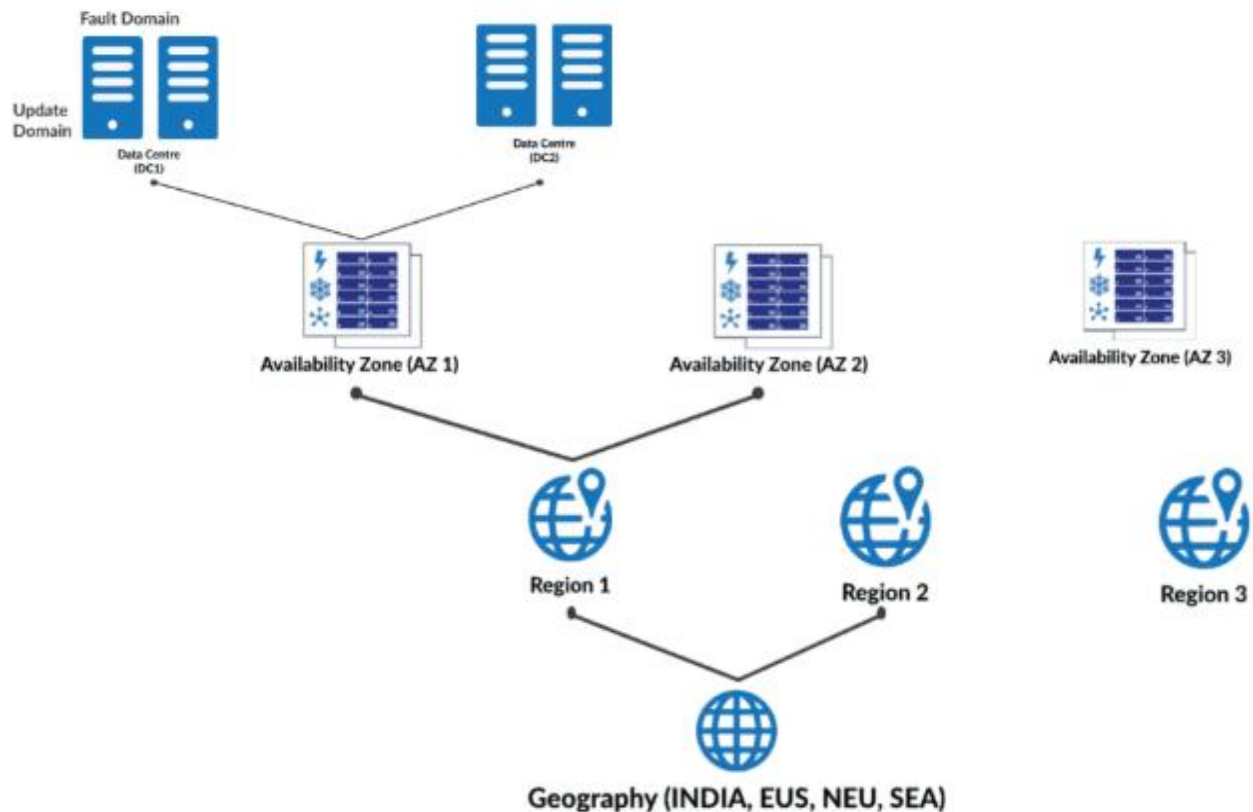 Fault Domain
Update
Domain
Data Centre
(DC1)
Data Centre
(DC2)
Availability Zone (AZ 1)
Availability Zone (AZ 2)
Availability Zone (AZ 3)
Region 1
Region 2
Region 3
Geography (INDIA, EUS, NEU, SEA)